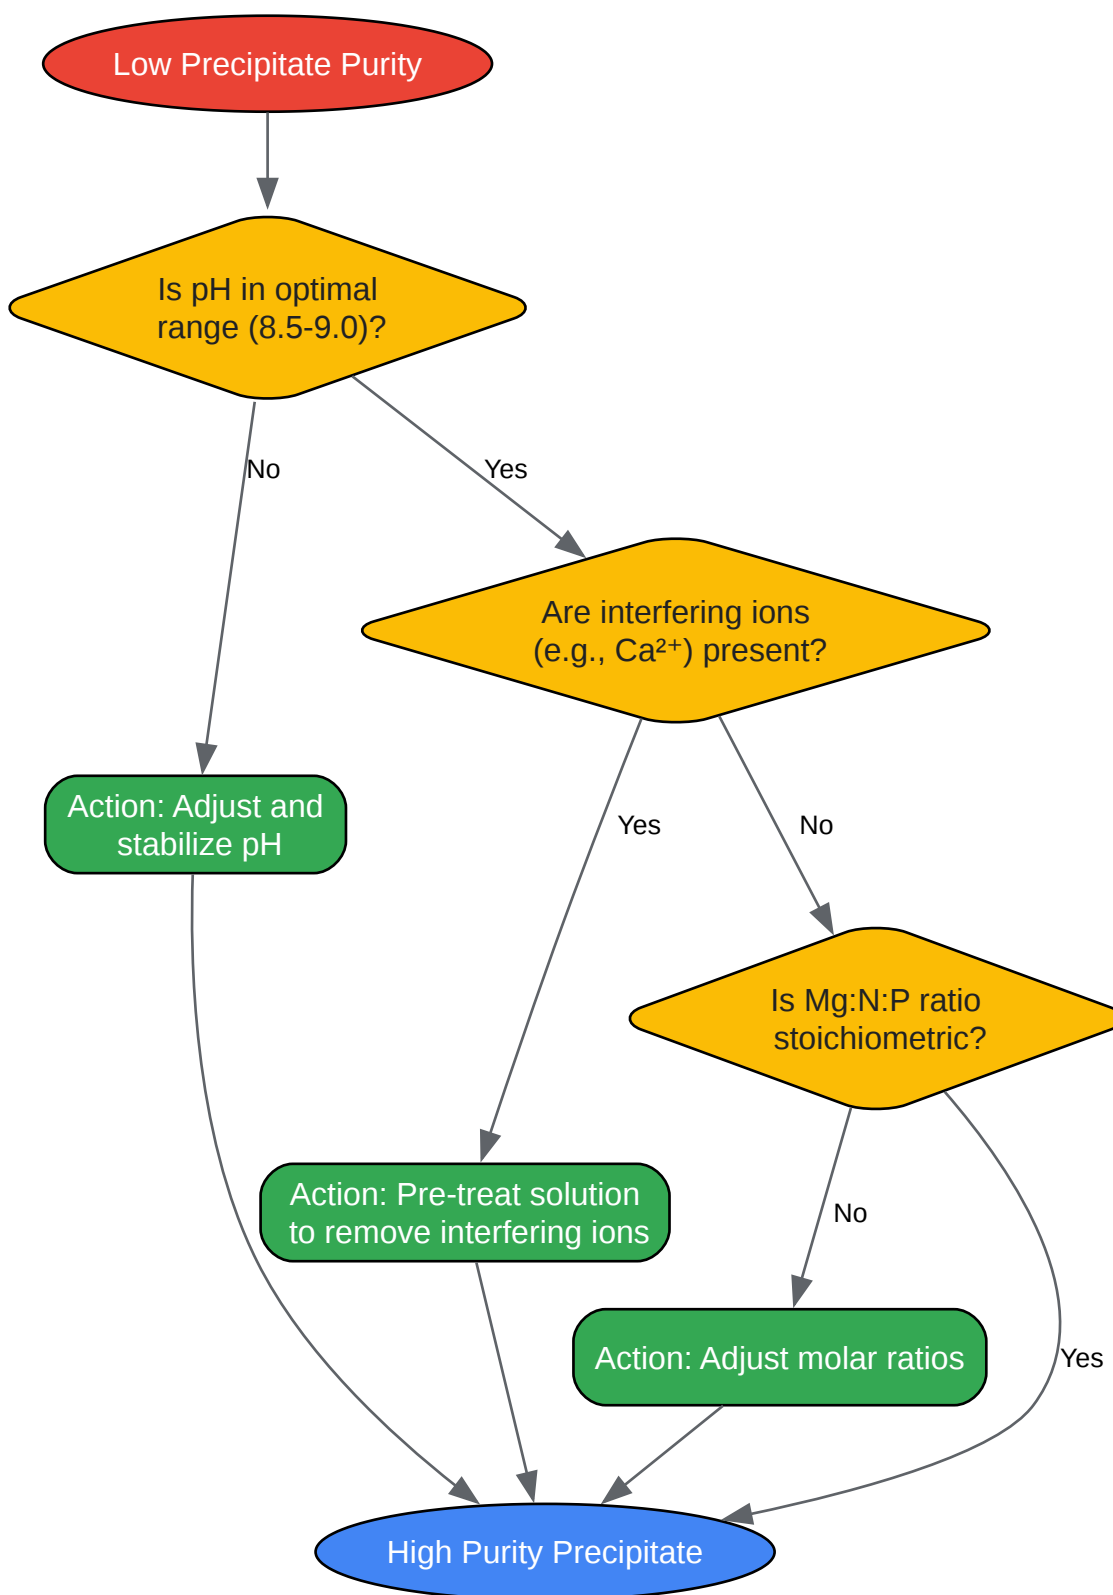 Low Precipitate Purity
Is pH in optimal
range (8.5-9.0)?
No
Yes
Are interfering ions
(e.g., Ca²⁺) present?
Action: Adjust and
stabilize pH
Yes
No
Is Mg:N:P ratio
stoichiometric?
Action: Pre-treat solution
to remove interfering ions
No
Action: Adjust molar ratios
Yes
High Purity Precipitate